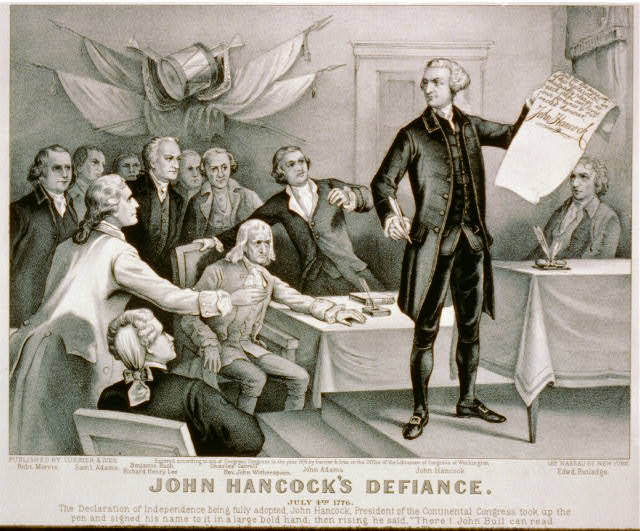 John Hancock
PUBLISHED BY CURRIER & IVES
Entered according to Act of Congress in the year 1876 by Currier & Ives in the Office of the Librarian of Congress at Washington.
125 NASSAU ST NEW YORK
Robt. Morris. Saml. Adams. Benjamin Rush. Charles Carroll. John Adams. John Hancock. Edwd. Rutledge.
Richard Henry Lee Rev. John Witherspoon.
JOHN HANCOCK'S DEFIANCE.
JULY 4TH 1776.
The Declaration of Independence being fully adopted, John Hancock, President of the Continental Congress took up the
pen and signed his name to it in a large bold hand; then rising he said, "There! John Bull can read